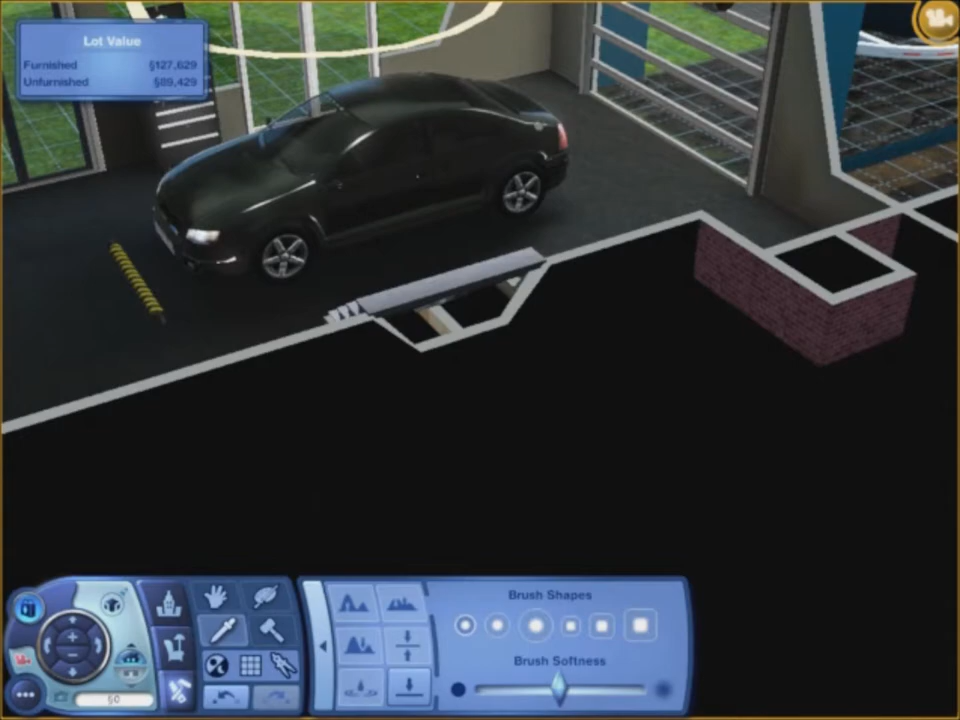 Lot Value
Furnished §127,629
Unfurnished §89,429
Brush Shapes
Brush Softness
§0